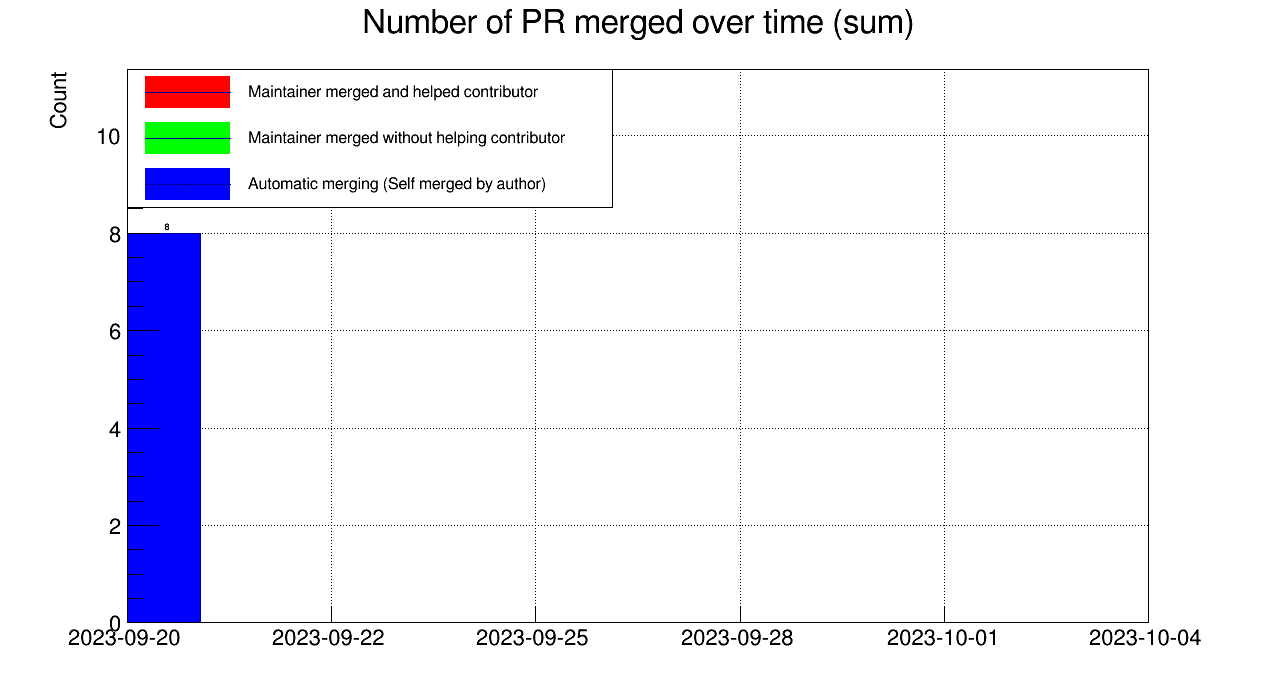 Number of PR merged over time (sum)
Count
Maintainer merged and helped contributor
Maintainer merged without helping contributor
Automatic merging (Self merged by author)
10
8
8
6
4
2
0
2023-09-20 2023-09-22 2023-09-25 2023-09-28 2023-10-01 2023-10-04